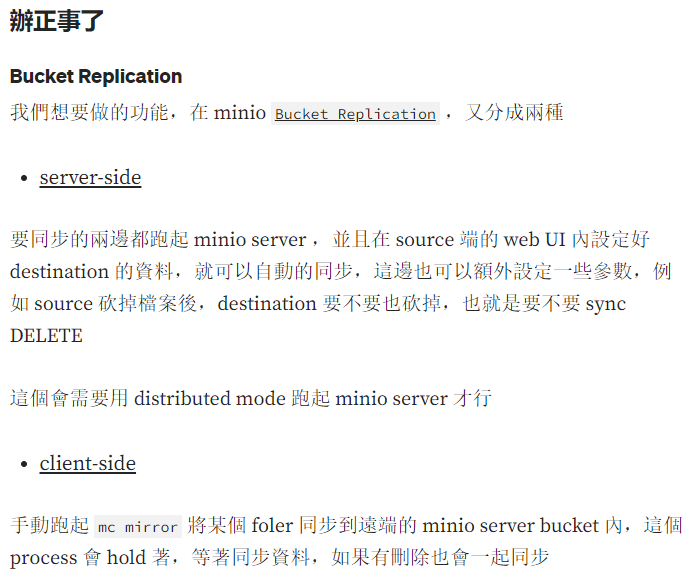 辦正事了
Bucket Replication
我們想要做的功能，在 minio Bucket Replication ，又分成兩種
• server-side
要同步的兩邊都跑起 minio server ，並且在 source 端的 web UI 內設定好
destination 的資料，就可以自動的同步，這邊也可以額外設定一些參數，例
如 source 砍掉檔案後，destination 要不要也砍掉，也就是要不要 sync
DELETE
這個會需要用 distributed mode 跑起 minio server 才行
• client-side
手動跑起 mc mirror 將某個 foler 同步到遠端的 minio server bucket 內，這個
process 會 hold 著，等著同步資料，如果有刪除也會一起同步